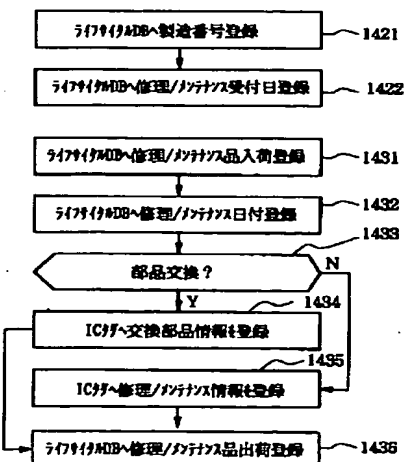 ﾗｲﾌｻｲｸﾙDBへ製造番号登録
1421
ﾗｲﾌｻｲｸﾙDBへ修理/ﾒﾝﾃﾅﾝｽ受付日登録
1422
ﾗｲﾌｻｲｸﾙDBへ修理/ﾒﾝﾃﾅﾝｽ品入荷登録
1431
ﾗｲﾌｻｲｸﾙDBへ修理/ﾒﾝﾃﾅﾝｽ日付登録
1432
1433
部品交換？
N
Y
1434
ICﾀｸﾞへ交換部品情報を登録
1435
ICﾀｸﾞへ修理/ﾒﾝﾃﾅﾝｽ情報を登録
ﾗｲﾌｻｲｸﾙDBへ修理/ﾒﾝﾃﾅﾝｽ品出荷登録
1436